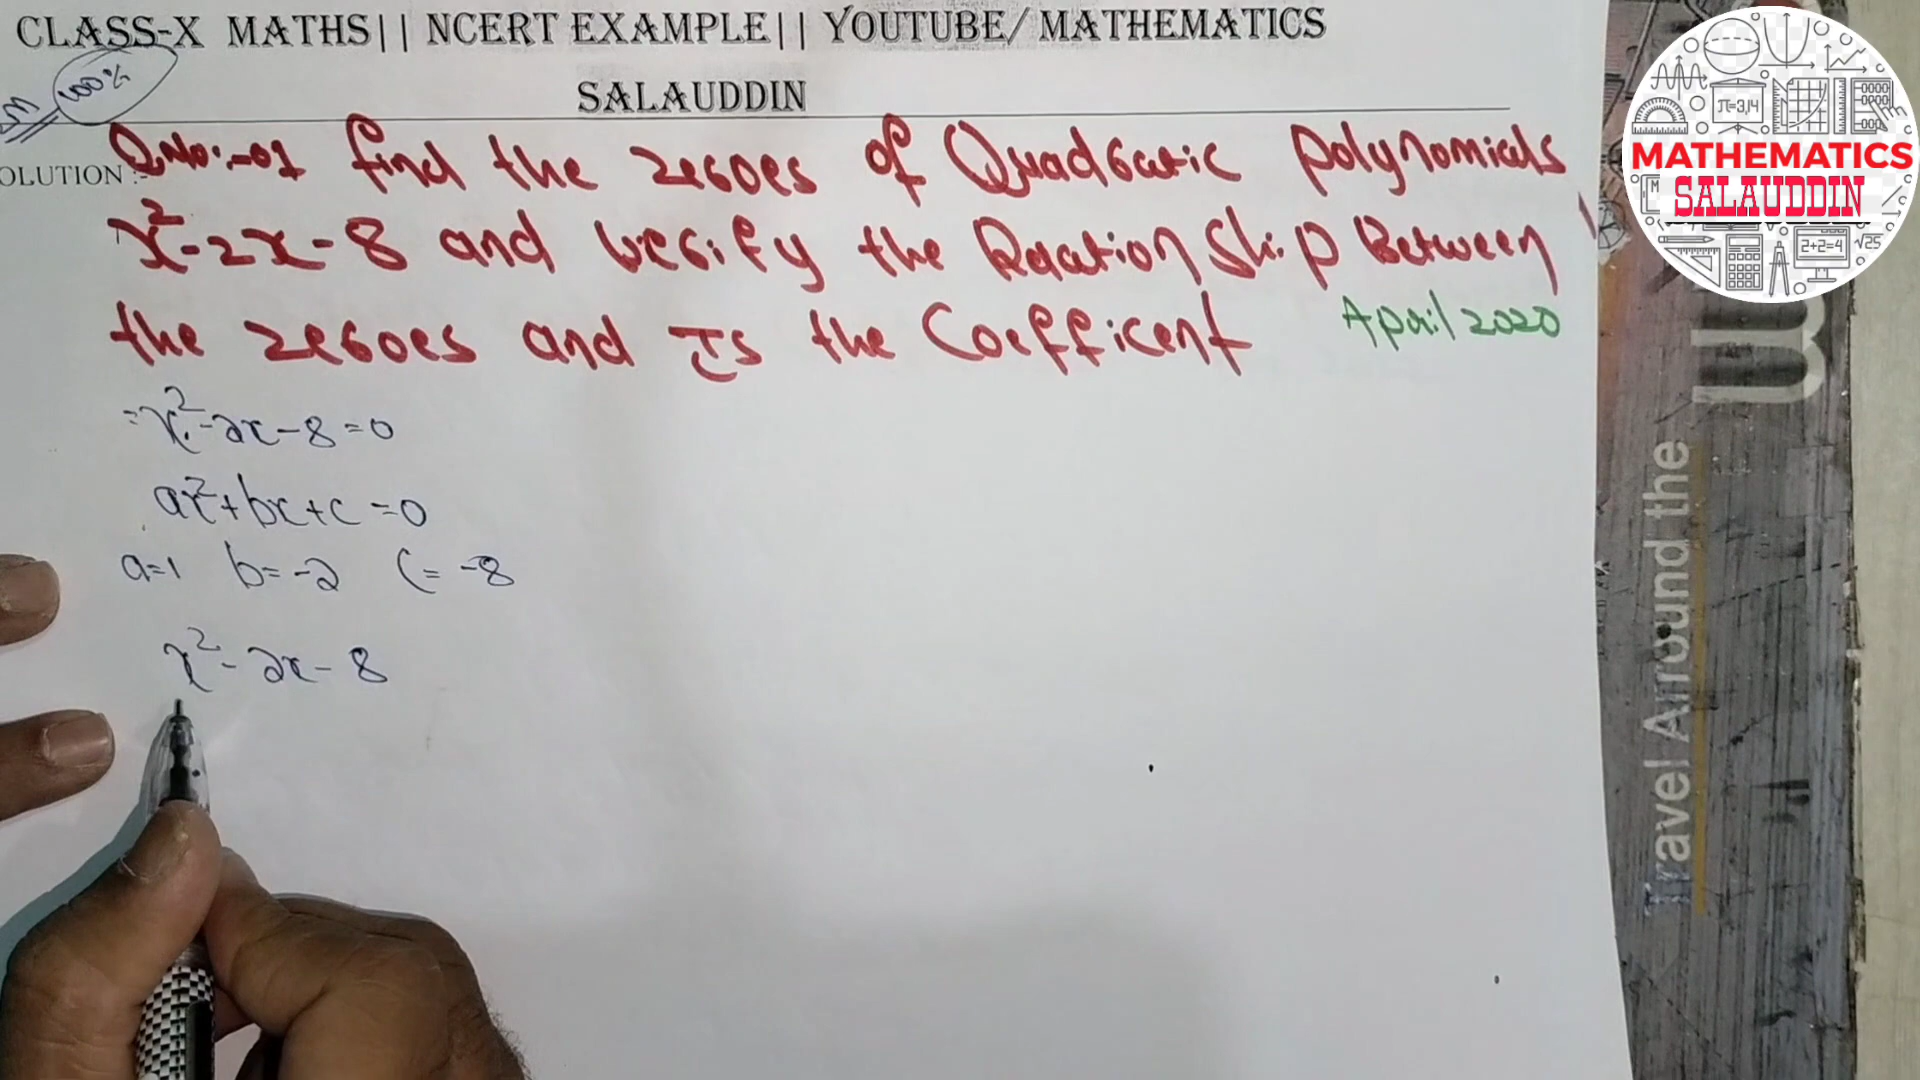 CLASS-X MATHS|| NCERT EXAMPLE|| YOUTUBE/ MATHEMATICS
SALAUDDIN
100%
OLUTION :-
Q.No:-01 find the zeroes of Quadratic polynomials
x²-2x-8 and verify the Raationship Between
the zeroes and Its the Coefficent
April 2020
= x²-2x-8=0
ax²+bx+c=0
a=1 b=-2 c=-8
x²-2x-8
MATHEMATICS
SALAUDDIN
π=3,14
2+2=4
√25
Travel Arround the